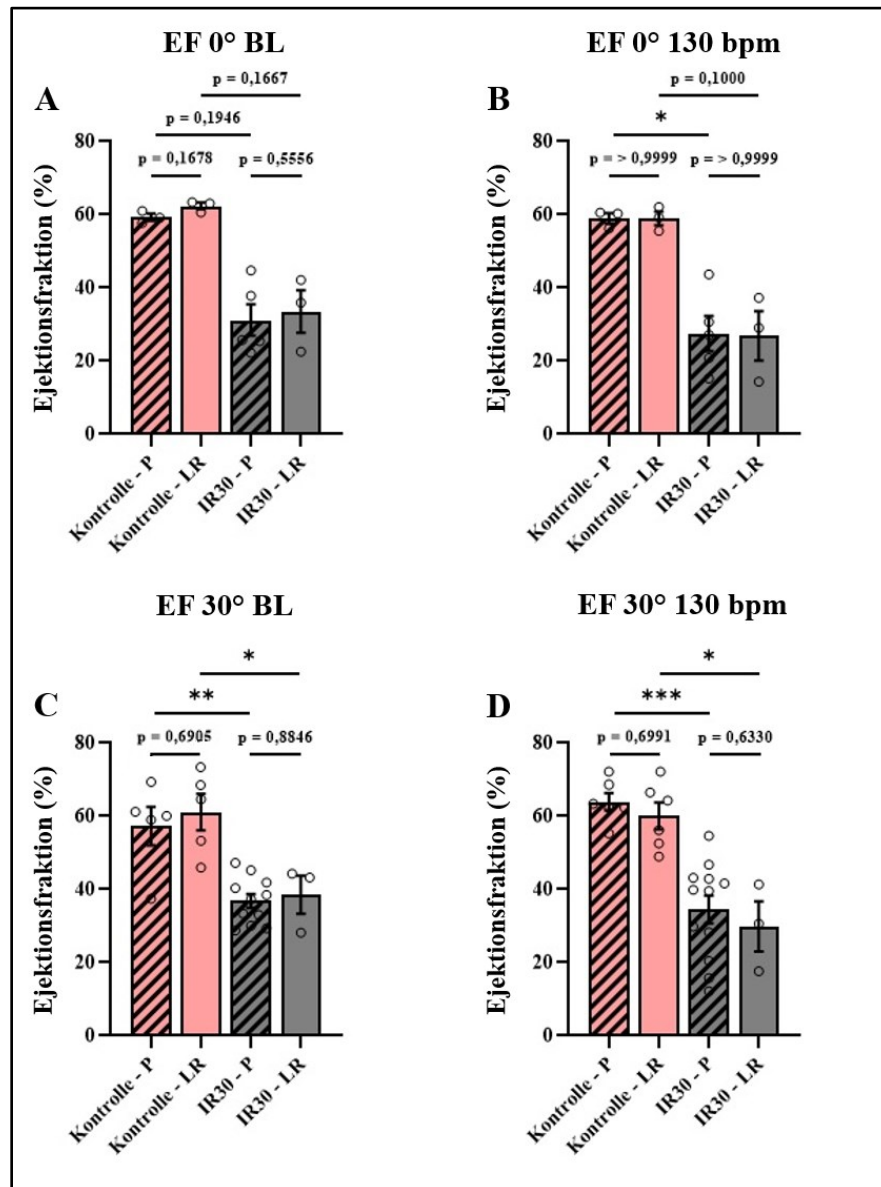 EF 0° BL
A
p = 0,1667
p = 0,1946
p = 0,1678
p = 0,5556
Ejektionsfraktion (%)
80
60
40
20
0
Kontrolle - P
Kontrolle - LR
IR30 - P
IR30 - LR
EF 0° 130 bpm
B
p = 0,1000
*
p = > 0,9999
p = > 0,9999
Ejektionsfraktion (%)
80
60
40
20
0
Kontrolle - P
Kontrolle - LR
IR30 - P
IR30 - LR
EF 30° BL
C
*
**
p = 0,6905
p = 0,8846
Ejektionsfraktion (%)
80
60
40
20
0
Kontrolle - P
Kontrolle - LR
IR30 - P
IR30 - LR
EF 30° 130 bpm
D
*
***
p = 0,6991
p = 0,6330
Ejektionsfraktion (%)
80
60
40
20
0
Kontrolle - P
Kontrolle - LR
IR30 - P
IR30 - LR